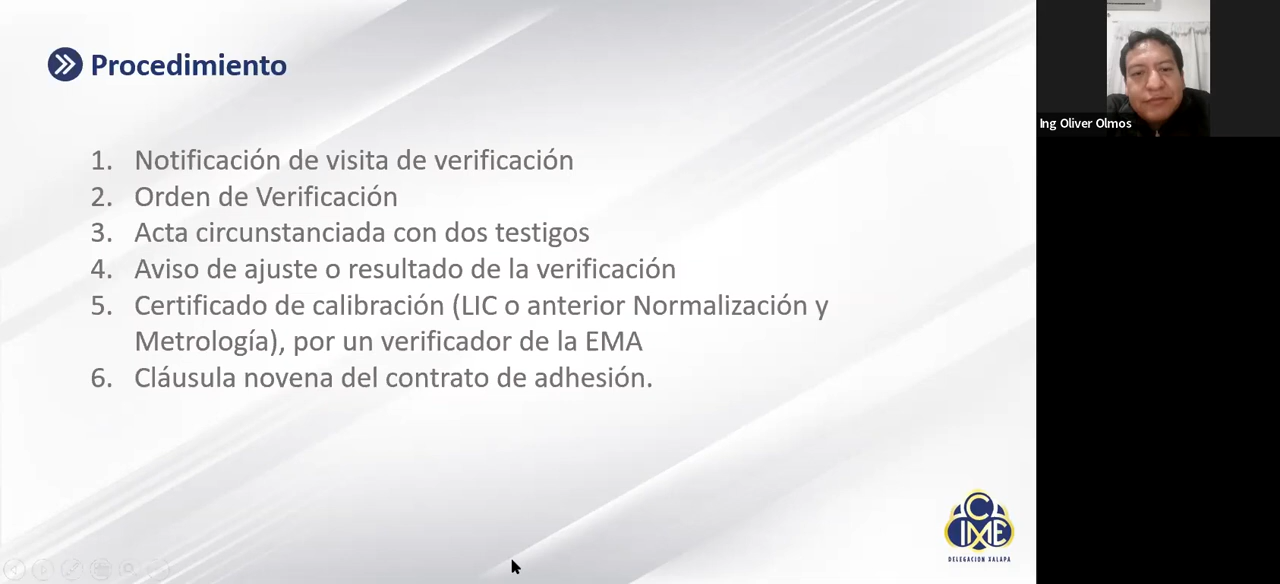 Procedimiento
1. Notificación de visita de verificación
2. Orden de Verificación
3. Acta circunstanciada con dos testigos
4. Aviso de ajuste o resultado de la verificación
5. Certificado de calibración (LIC o anterior Normalización y
Metrología), por un verificador de la EMA
6. Cláusula novena del contrato de adhesión.
Ing Oliver Olmos
ACIME
DELEGACION XALAPA